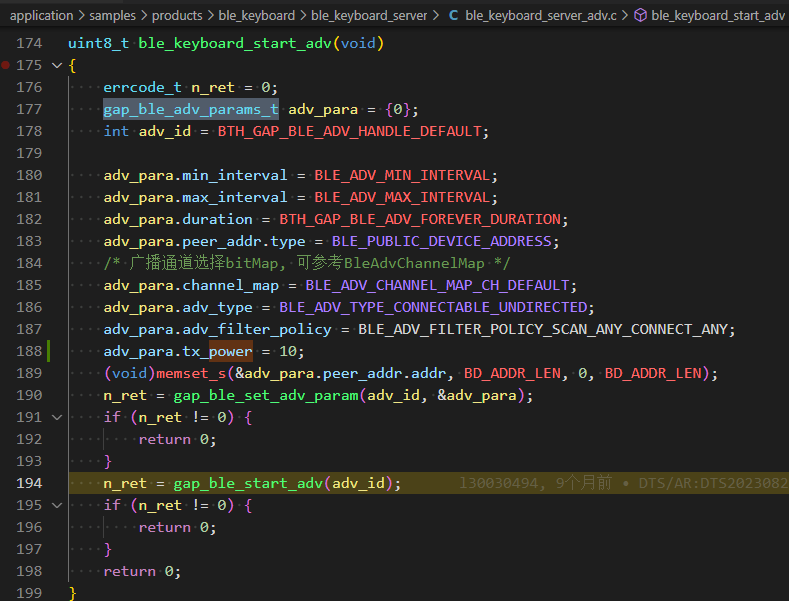 application > samples > products > ble_keyboard > ble_keyboard_server > C ble_keyboard_server_adv.c > ble_keyboard_start_adv
174 uint8_t ble_keyboard_start_adv(void)
175 {
176 errcode_t n_ret = 0;
177 gap_ble_adv_params_t adv_para = {0};
178 int adv_id = BTH_GAP_BLE_ADV_HANDLE_DEFAULT;
179
180 adv_para.min_interval = BLE_ADV_MIN_INTERVAL;
181 adv_para.max_interval = BLE_ADV_MAX_INTERVAL;
182 adv_para.duration = BTH_GAP_BLE_ADV_FOREVER_DURATION;
183 adv_para.peer_addr.type = BLE_PUBLIC_DEVICE_ADDRESS;
184 /* 广播通道选择bitMap, 可参考BleAdvChannelMap */
185 adv_para.channel_map = BLE_ADV_CHANNEL_MAP_CH_DEFAULT;
186 adv_para.adv_type = BLE_ADV_TYPE_CONNECTABLE_UNDIRECTED;
187 adv_para.adv_filter_policy = BLE_ADV_FILTER_POLICY_SCAN_ANY_CONNECT_ANY;
188 adv_para.tx_power = 10;
189 (void)memset_s(&adv_para.peer_addr.addr, BD_ADDR_LEN, 0, BD_ADDR_LEN);
190 n_ret = gap_ble_set_adv_param(adv_id, &adv_para);
191 if (n_ret != 0) {
192 return 0;
193 }
194 n_ret = gap_ble_start_adv(adv_id); l30030494, 9个月前 • DTS/AR:DTS2023082
195 if (n_ret != 0) {
196 return 0;
197 }
198 return 0;
199 }